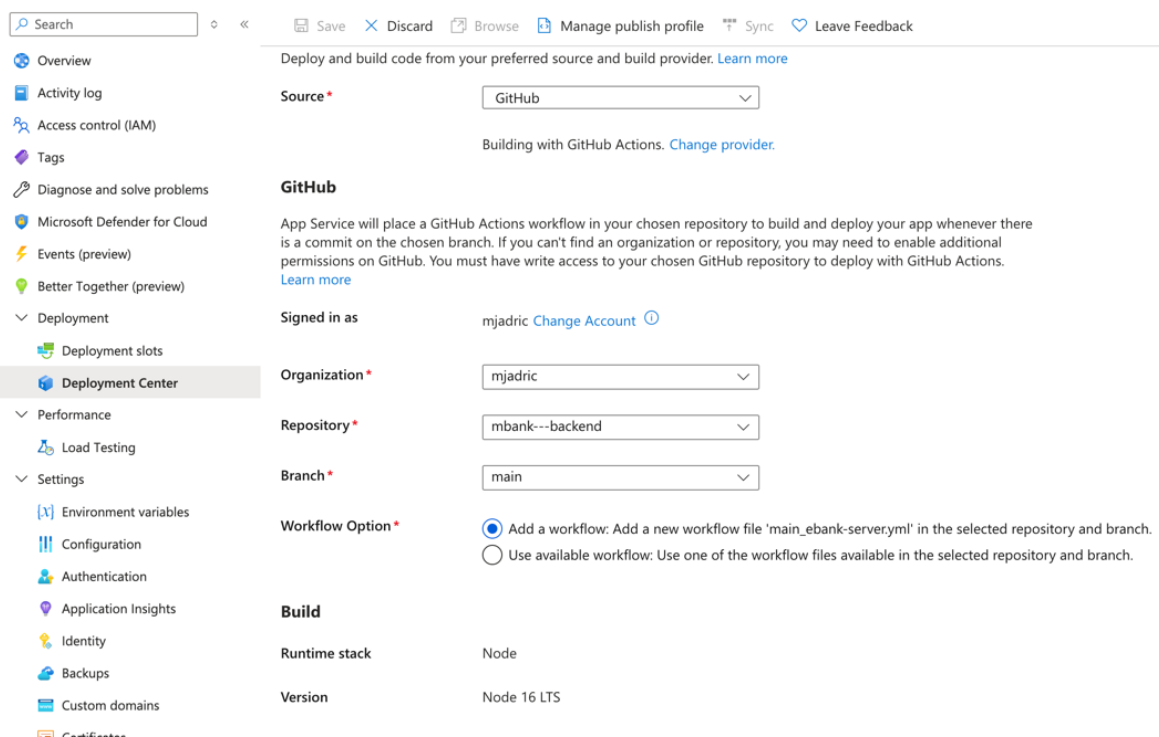 Search
Save Discard Browse Manage publish profile Sync Leave Feedback
Overview
Activity log
Access control (IAM)
Tags
Diagnose and solve problems
Microsoft Defender for Cloud
Events (preview)
Better Together (preview)
Deployment
Deployment slots
Deployment Center
Performance
Load Testing
Settings
Environment variables
Configuration
Authentication
Application Insights
Identity
Backups
Custom domains
Certificates
Deploy and build code from your preferred source and build provider. Learn more
Source* GitHub
Building with GitHub Actions. Change provider.
GitHub
App Service will place a GitHub Actions workflow in your chosen repository to build and deploy your app whenever there
is a commit on the chosen branch. If you can't find an organization or repository, you may need to enable additional
permissions on GitHub. You must have write access to your chosen GitHub repository to deploy with GitHub Actions.
Learn more
Signed in as mjadric Change Account
Organization* mjadric
Repository* mbank---backend
Branch* main
Workflow Option* Add a workflow: Add a new workflow file 'main_ebank-server.yml' in the selected repository and branch.
Use available workflow: Use one of the workflow files available in the selected repository and branch.
Build
Runtime stack Node
Version Node 16 LTS